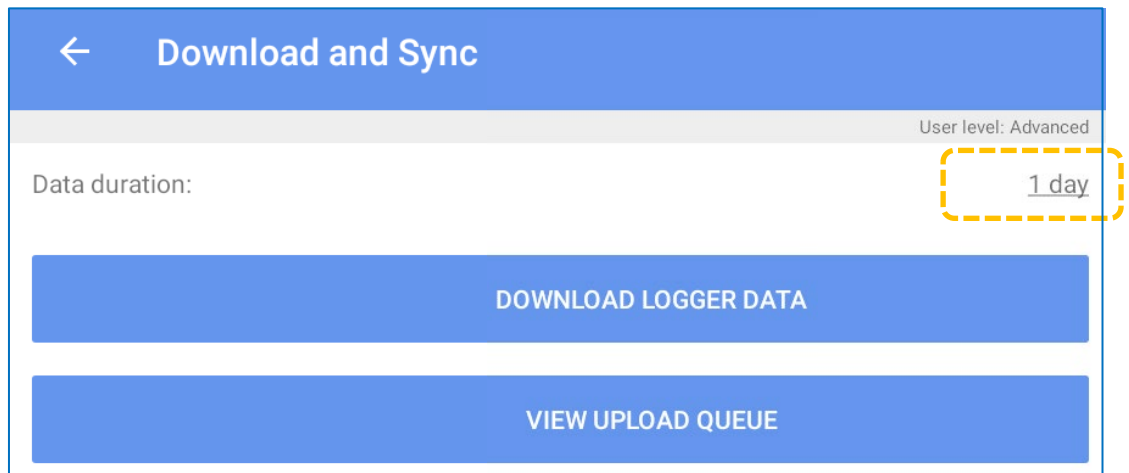 Download and Sync
User level: Advanced
Data duration: 1 day
DOWNLOAD LOGGER DATA
VIEW UPLOAD QUEUE